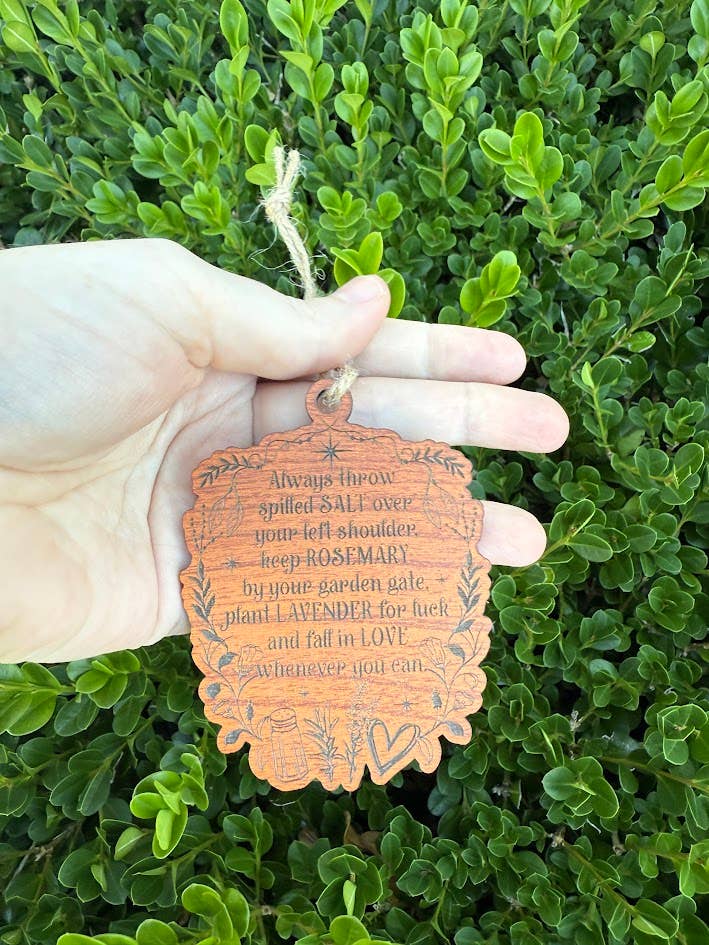 Always throw
spilled SALT over
your left shoulder,
keep ROSEMARY
by your garden gate,
plant LAVENDER for luck
and fall in LOVE
whenever you can.